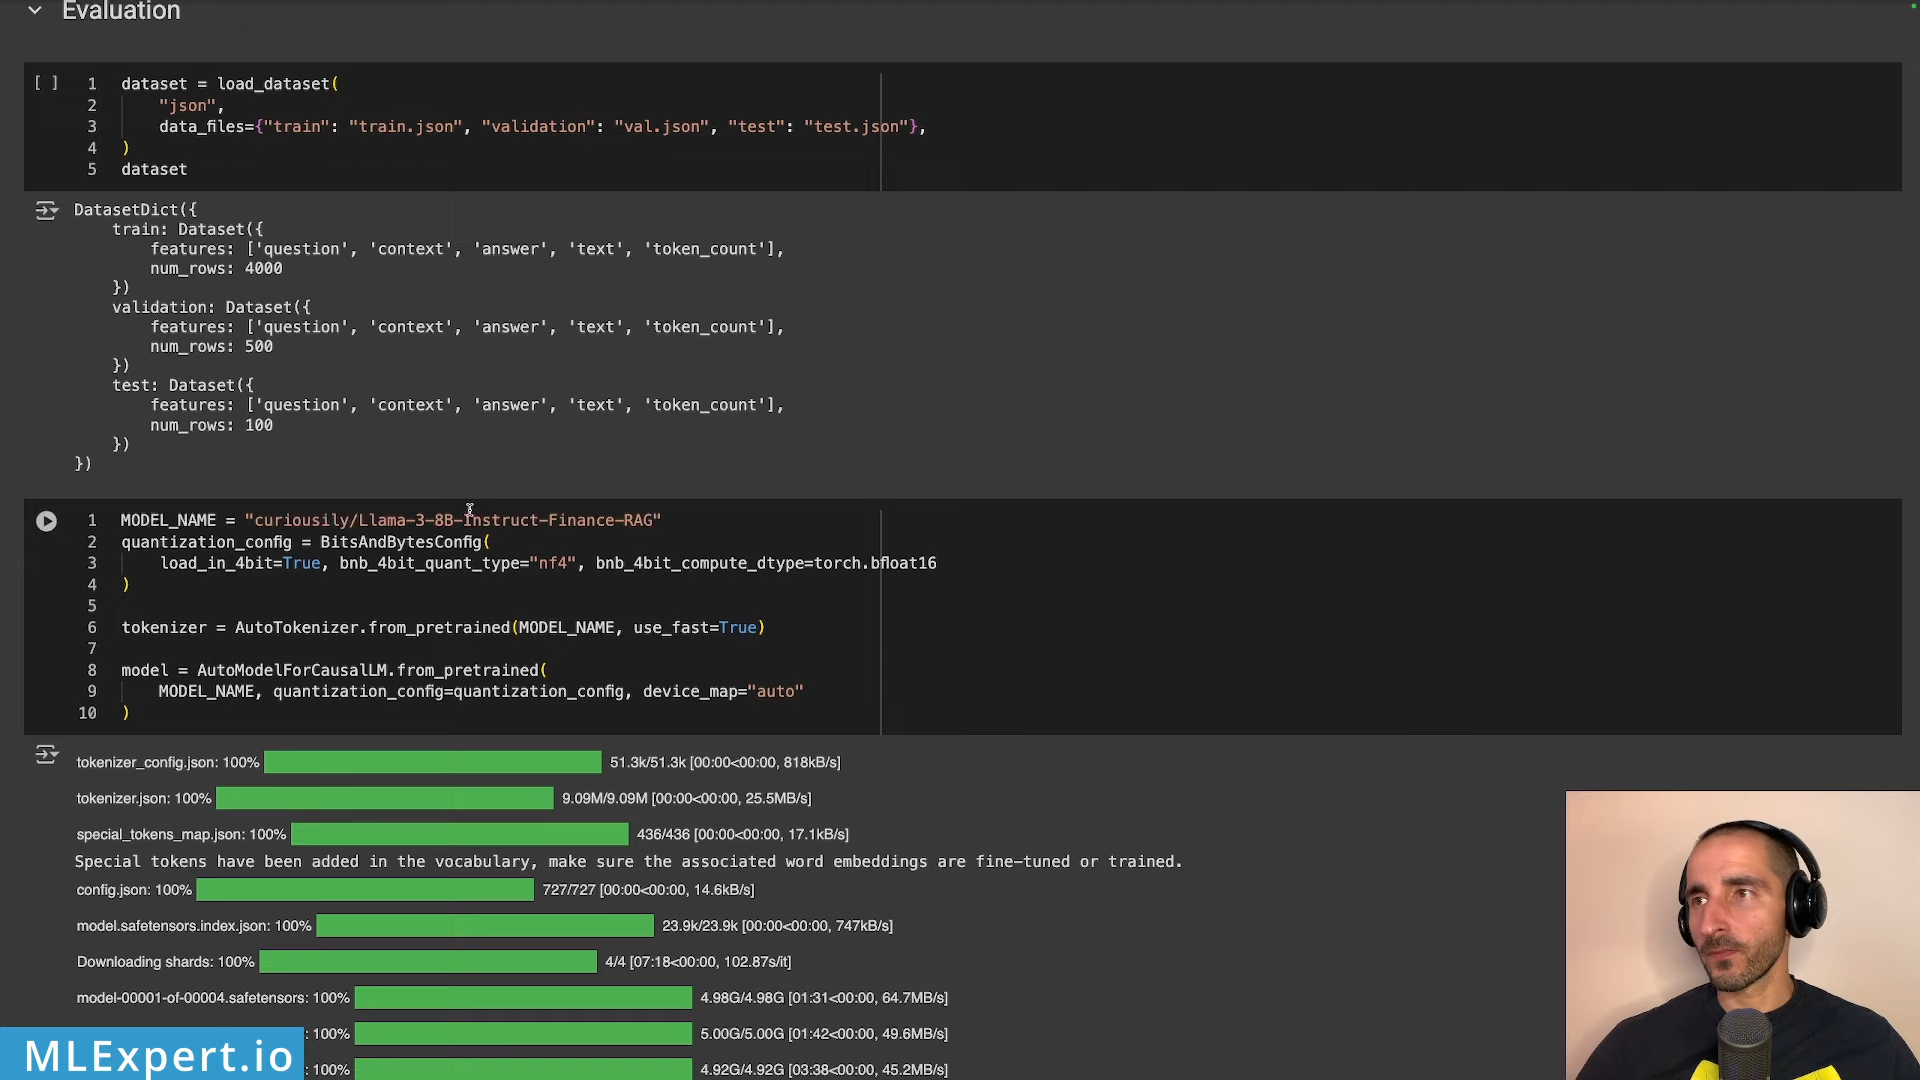 Evaluation
[ ]
1 dataset = load_dataset(
2 "json",
3 data_files={"train": "train.json", "validation": "val.json", "test": "test.json"},
4 )
5 dataset
DatasetDict({
train: Dataset({
features: ['question', 'context', 'answer', 'text', 'token_count'],
num_rows: 4000
})
validation: Dataset({
features: ['question', 'context', 'answer', 'text', 'token_count'],
num_rows: 500
})
test: Dataset({
features: ['question', 'context', 'answer', 'text', 'token_count'],
num_rows: 100
})
})
1 MODEL_NAME = "curiousily/Llama-3-8B-Instruct-Finance-RAG"
2 quantization_config = BitsAndBytesConfig(
3 load_in_4bit=True, bnb_4bit_quant_type="nf4", bnb_4bit_compute_dtype=torch.bfloat16
4 )
5
6 tokenizer = AutoTokenizer.from_pretrained(MODEL_NAME, use_fast=True)
7
8 model = AutoModelForCausalLM.from_pretrained(
9 MODEL_NAME, quantization_config=quantization_config, device_map="auto"
10 )
tokenizer_config.json: 100% 51.3k/51.3k [00:00<00:00, 818kB/s]
tokenizer.json: 100% 9.09M/9.09M [00:00<00:00, 25.5MB/s]
special_tokens_map.json: 100% 436/436 [00:00<00:00, 17.1kB/s]
Special tokens have been added in the vocabulary, make sure the associated word embeddings are fine-tuned or trained.
config.json: 100% 727/727 [00:00<00:00, 14.6kB/s]
model.safetensors.index.json: 100% 23.9k/23.9k [00:00<00:00, 747kB/s]
Downloading shards: 100% 4/4 [07:18<00:00, 102.87s/it]
model-00001-of-00004.safetensors: 100% 4.98G/4.98G [01:31<00:00, 64.7MB/s]
: 100% 5.00G/5.00G [01:42<00:00, 49.6MB/s]
: 100% 4.92G/4.92G [03:38<00:00, 45.2MB/s]
MLExpert.io